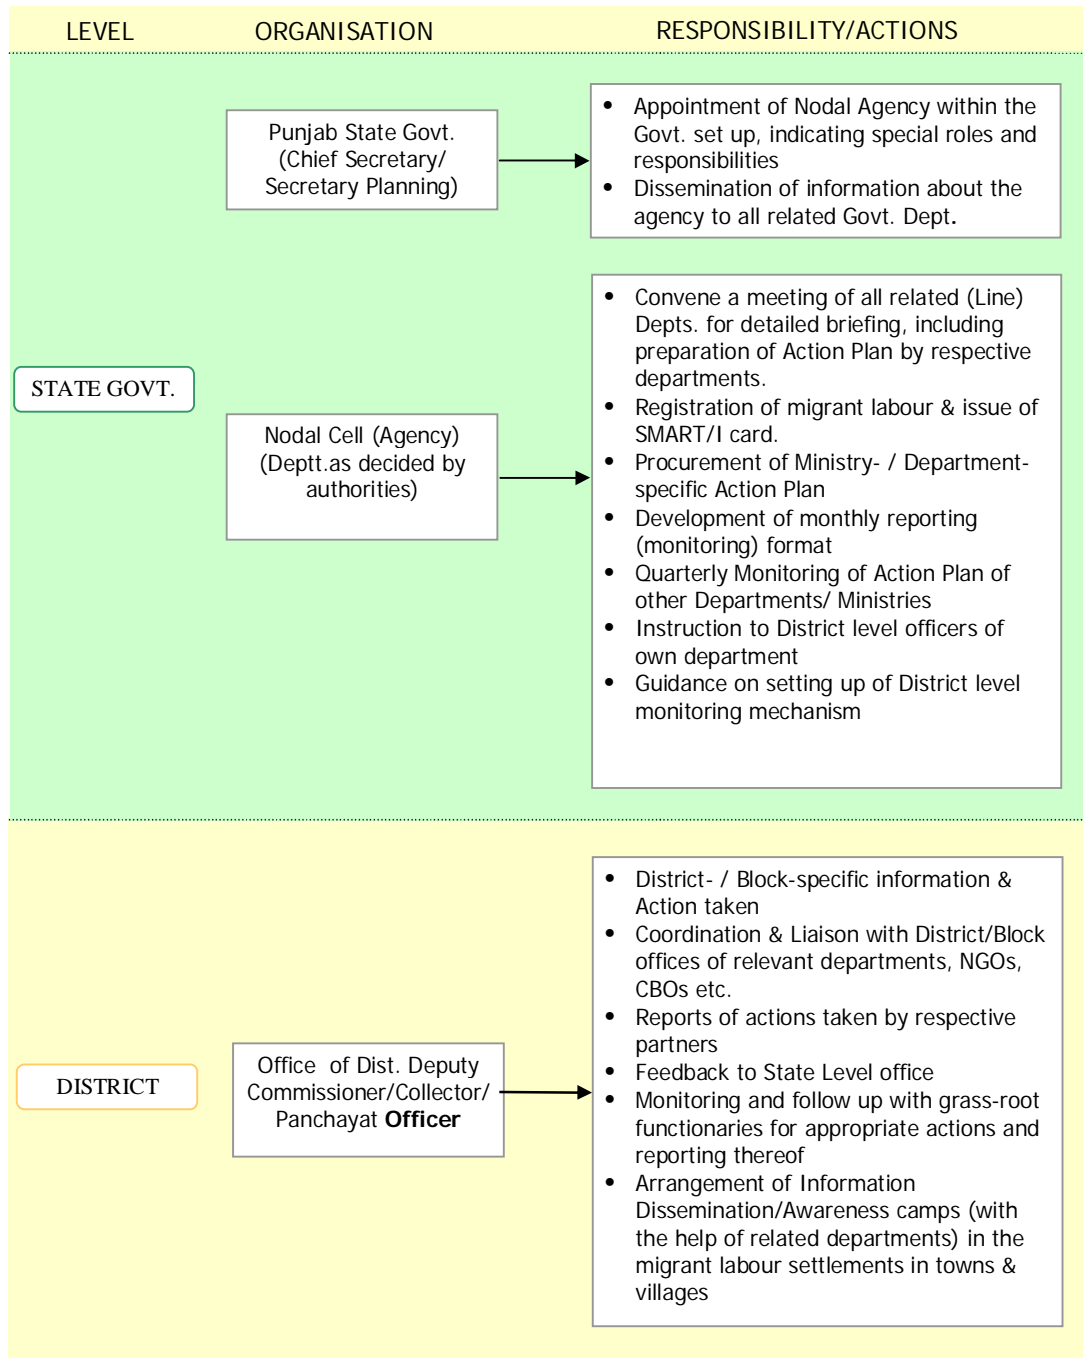 LEVEL ORGANISATION RESPONSIBILITY/ACTIONS
Punjab State Govt.
(Chief Secretary/
Secretary Planning)
• Appointment of Nodal Agency within the
Govt. set up, indicating special roles and
responsibilities
• Dissemination of information about the
agency to all related Govt. Dept.
STATE GOVT.
Nodal Cell (Agency)
(Deptt.as decided by
authorities)
• Convene a meeting of all related (Line)
Depts. for detailed briefing, including
preparation of Action Plan by respective
departments.
• Registration of migrant labour & issue of
SMART/I card.
• Procurement of Ministry- / Department-
specific Action Plan
• Development of monthly reporting
(monitoring) format
• Quarterly Monitoring of Action Plan of
other Departments/ Ministries
• Instruction to District level officers of
own department
• Guidance on setting up of District level
monitoring mechanism
DISTRICT
Office of Dist. Deputy
Commissioner/Collector/
Panchayat Officer
• District- / Block-specific information &
Action taken
• Coordination & Liaison with District/Block
offices of relevant departments, NGOs,
CBOs etc.
• Reports of actions taken by respective
partners
• Feedback to State Level office
• Monitoring and follow up with grass-root
functionaries for appropriate actions and
reporting thereof
• Arrangement of Information
Dissemination/Awareness camps (with
the help of related departments) in the
migrant labour settlements in towns &
villages